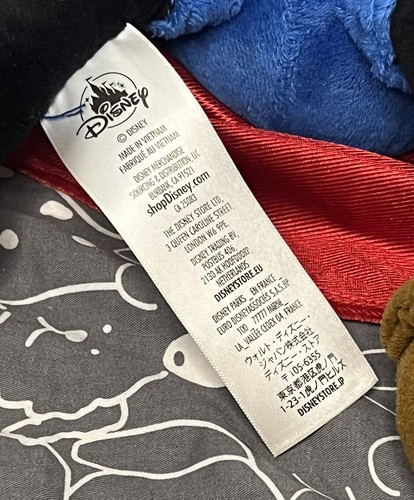 Disney
© DISNEY
MADE IN VIETNAM
FABRIQUÉ AU VIETNAM
DISNEY MERCHANDISE
SOURCING & DISTRIBUTION, LLC
BURBANK, CA 91521
shopDisney.com
CA 25083
THE DISNEY STORE LTD,
3 QUEEN CAROLINE STREET,
LONDON W6 9PE.
DISNEY TRADING BV,
POSTBUS 406,
2130 AK HOOFDDORP
NETHERLANDS
DISNEYSTORE.EU
DISNEY PARKS EN FRANCE
EURO DISNEY ASSOCIÉS S.A.S BP
100, 77777 MARNE
LA VALLÉE CEDEX 04 FRANCE
ウォルト・ディズニー・
ジャパン株式会社
ディズニーストア
〒105-6355
東京都港区虎ノ門
1-23-1 虎ノ門ヒルズ
DISNEYSTORE.JP